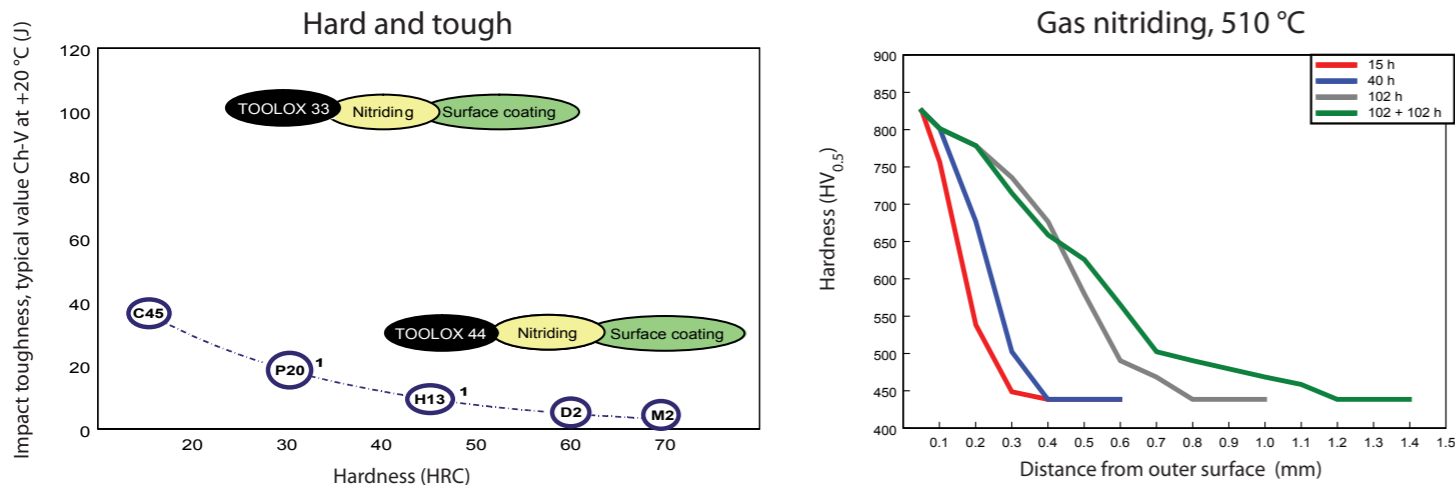 Hard and tough
Impact toughness, typical value Ch-V at +20 °C (J)
120
100
80
60
40
20
0
TOOLOX 33
Nitriding
Surface coating
TOOLOX 44
Nitriding
Surface coating
C45
P20
1
H13
1
D2
M2
20 30 40 50 60 70
Hardness (HRC)
Gas nitriding, 510 °C
Hardness (HV0.5)
900
850
800
750
700
650
600
550
500
450
400
15 h
40 h
102 h
102 + 102 h
0.1 0.2 0.3 0.4 0.5 0.6 0.7 0.8 0.9 1.0 1.1 1.2 1.3 1.4 1.5
Distance from outer surface (mm)